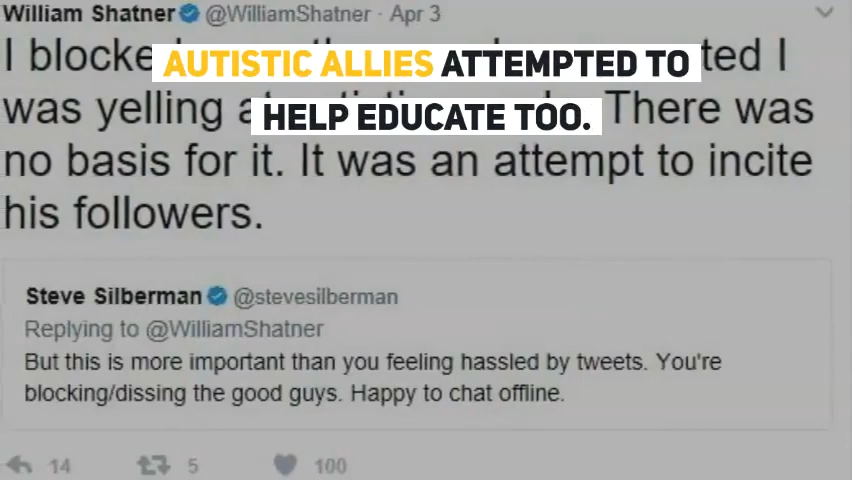 William Shatner @WilliamShatner · Apr 3
I blocke ted I
AUTISTIC ALLIES ATTEMPTED TO
was yelling There was
HELP EDUCATE TOO.
no basis for it. It was an attempt to incite
his followers.
Steve Silberman @stevesilberman
Replying to @WilliamShatner
But this is more important than you feeling hassled by tweets. You're
blocking/dissing the good guys. Happy to chat offline.
14 5 100